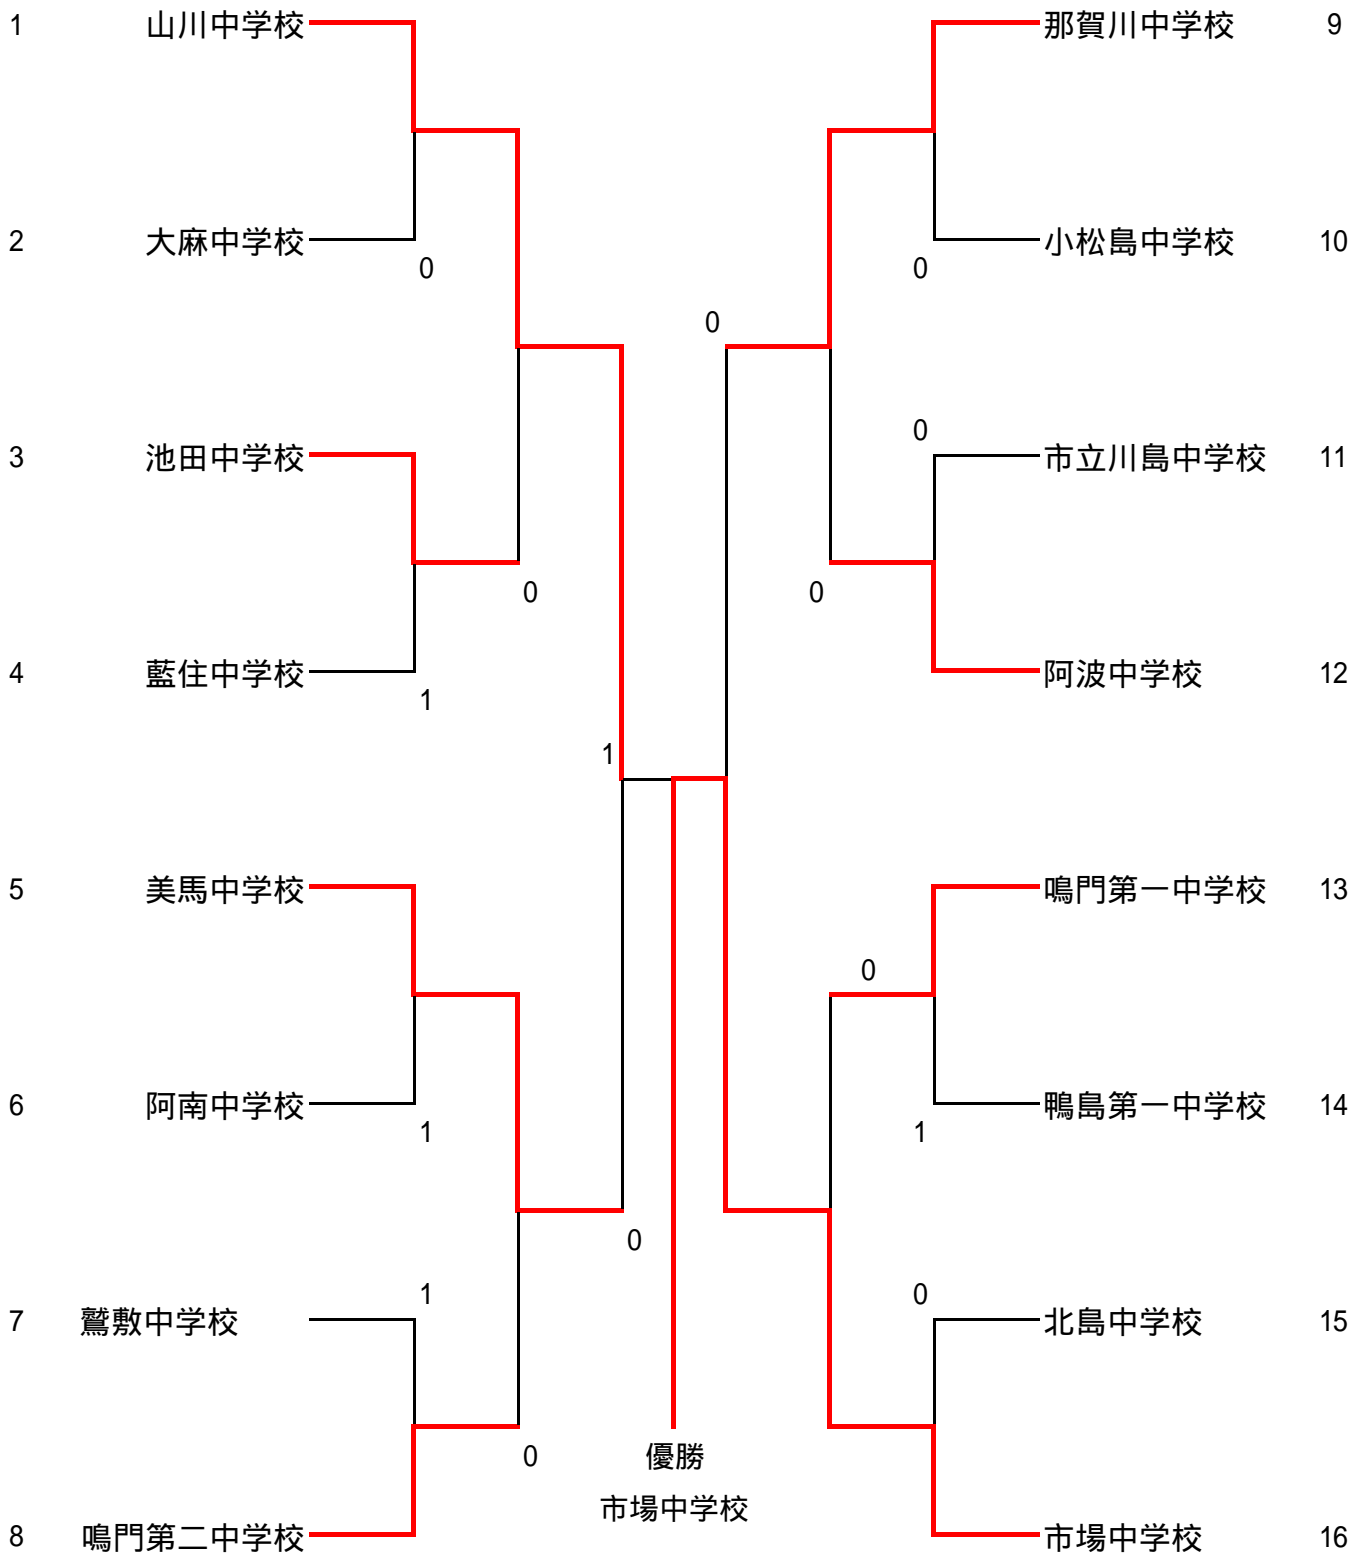 1 山川中学校
那賀川中学校 9
2 大麻中学校
小松島中学校 10
0
0
0
0
3 池田中学校
市立川島中学校 11
0
0
4 藍住中学校
阿波中学校 12
1
1
5 美馬中学校
鳴門第一中学校 13
0
6 阿南中学校
鴨島第一中学校 14
1
1
0
1
0
7 鷲敷中学校
北島中学校 15
0
優勝
市場中学校
8 鳴門第二中学校
市場中学校 16